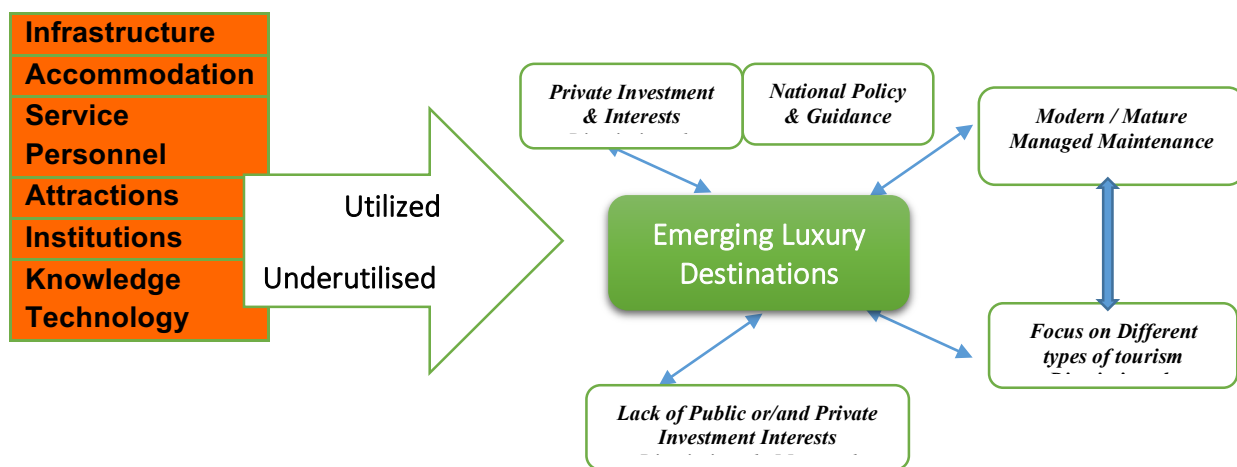 Infrastructure
Accommodation
Service
Personnel
Attractions
Institutions
Knowledge
Technology
Utilized
Underutilised
Private Investment
& Interests
National Policy
& Guidance
Modern / Mature
Managed Maintenance
Emerging Luxury
Destinations
Focus on Different
types of tourism
Lack of Public or/and Private
Investment Interests